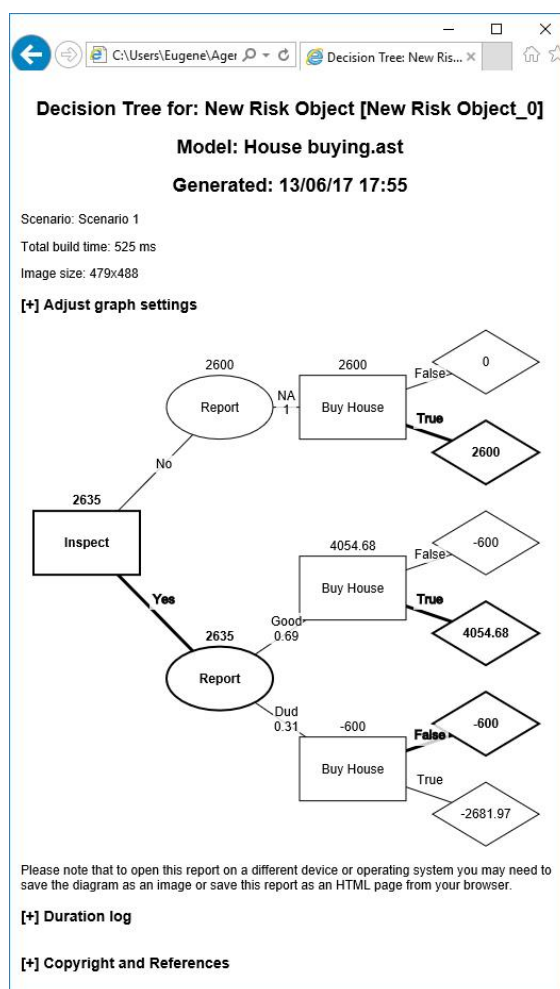 C:\Users\Eugene\Ager
Decision Tree: New Ris...
Decision Tree for: New Risk Object [New Risk Object_0]
Model: House buying.ast
Generated: 13/06/17 17:55
Scenario: Scenario 1
Total build time: 525 ms
Image size: 479x488
[+] Adjust graph settings
2600
Report
No
NA
1
2600
Buy House
False
0
True
2600
2635
Inspect
Yes
2635
Report
Good
0.69
4054.68
Buy House
False
-600
True
4054.68
Dud
0.31
-600
Buy House
False
-600
True
-2681.97
Please note that to open this report on a different device or operating system you may need to
save the diagram as an image or save this report as an HTML page from your browser.
[+] Duration log
[+] Copyright and References